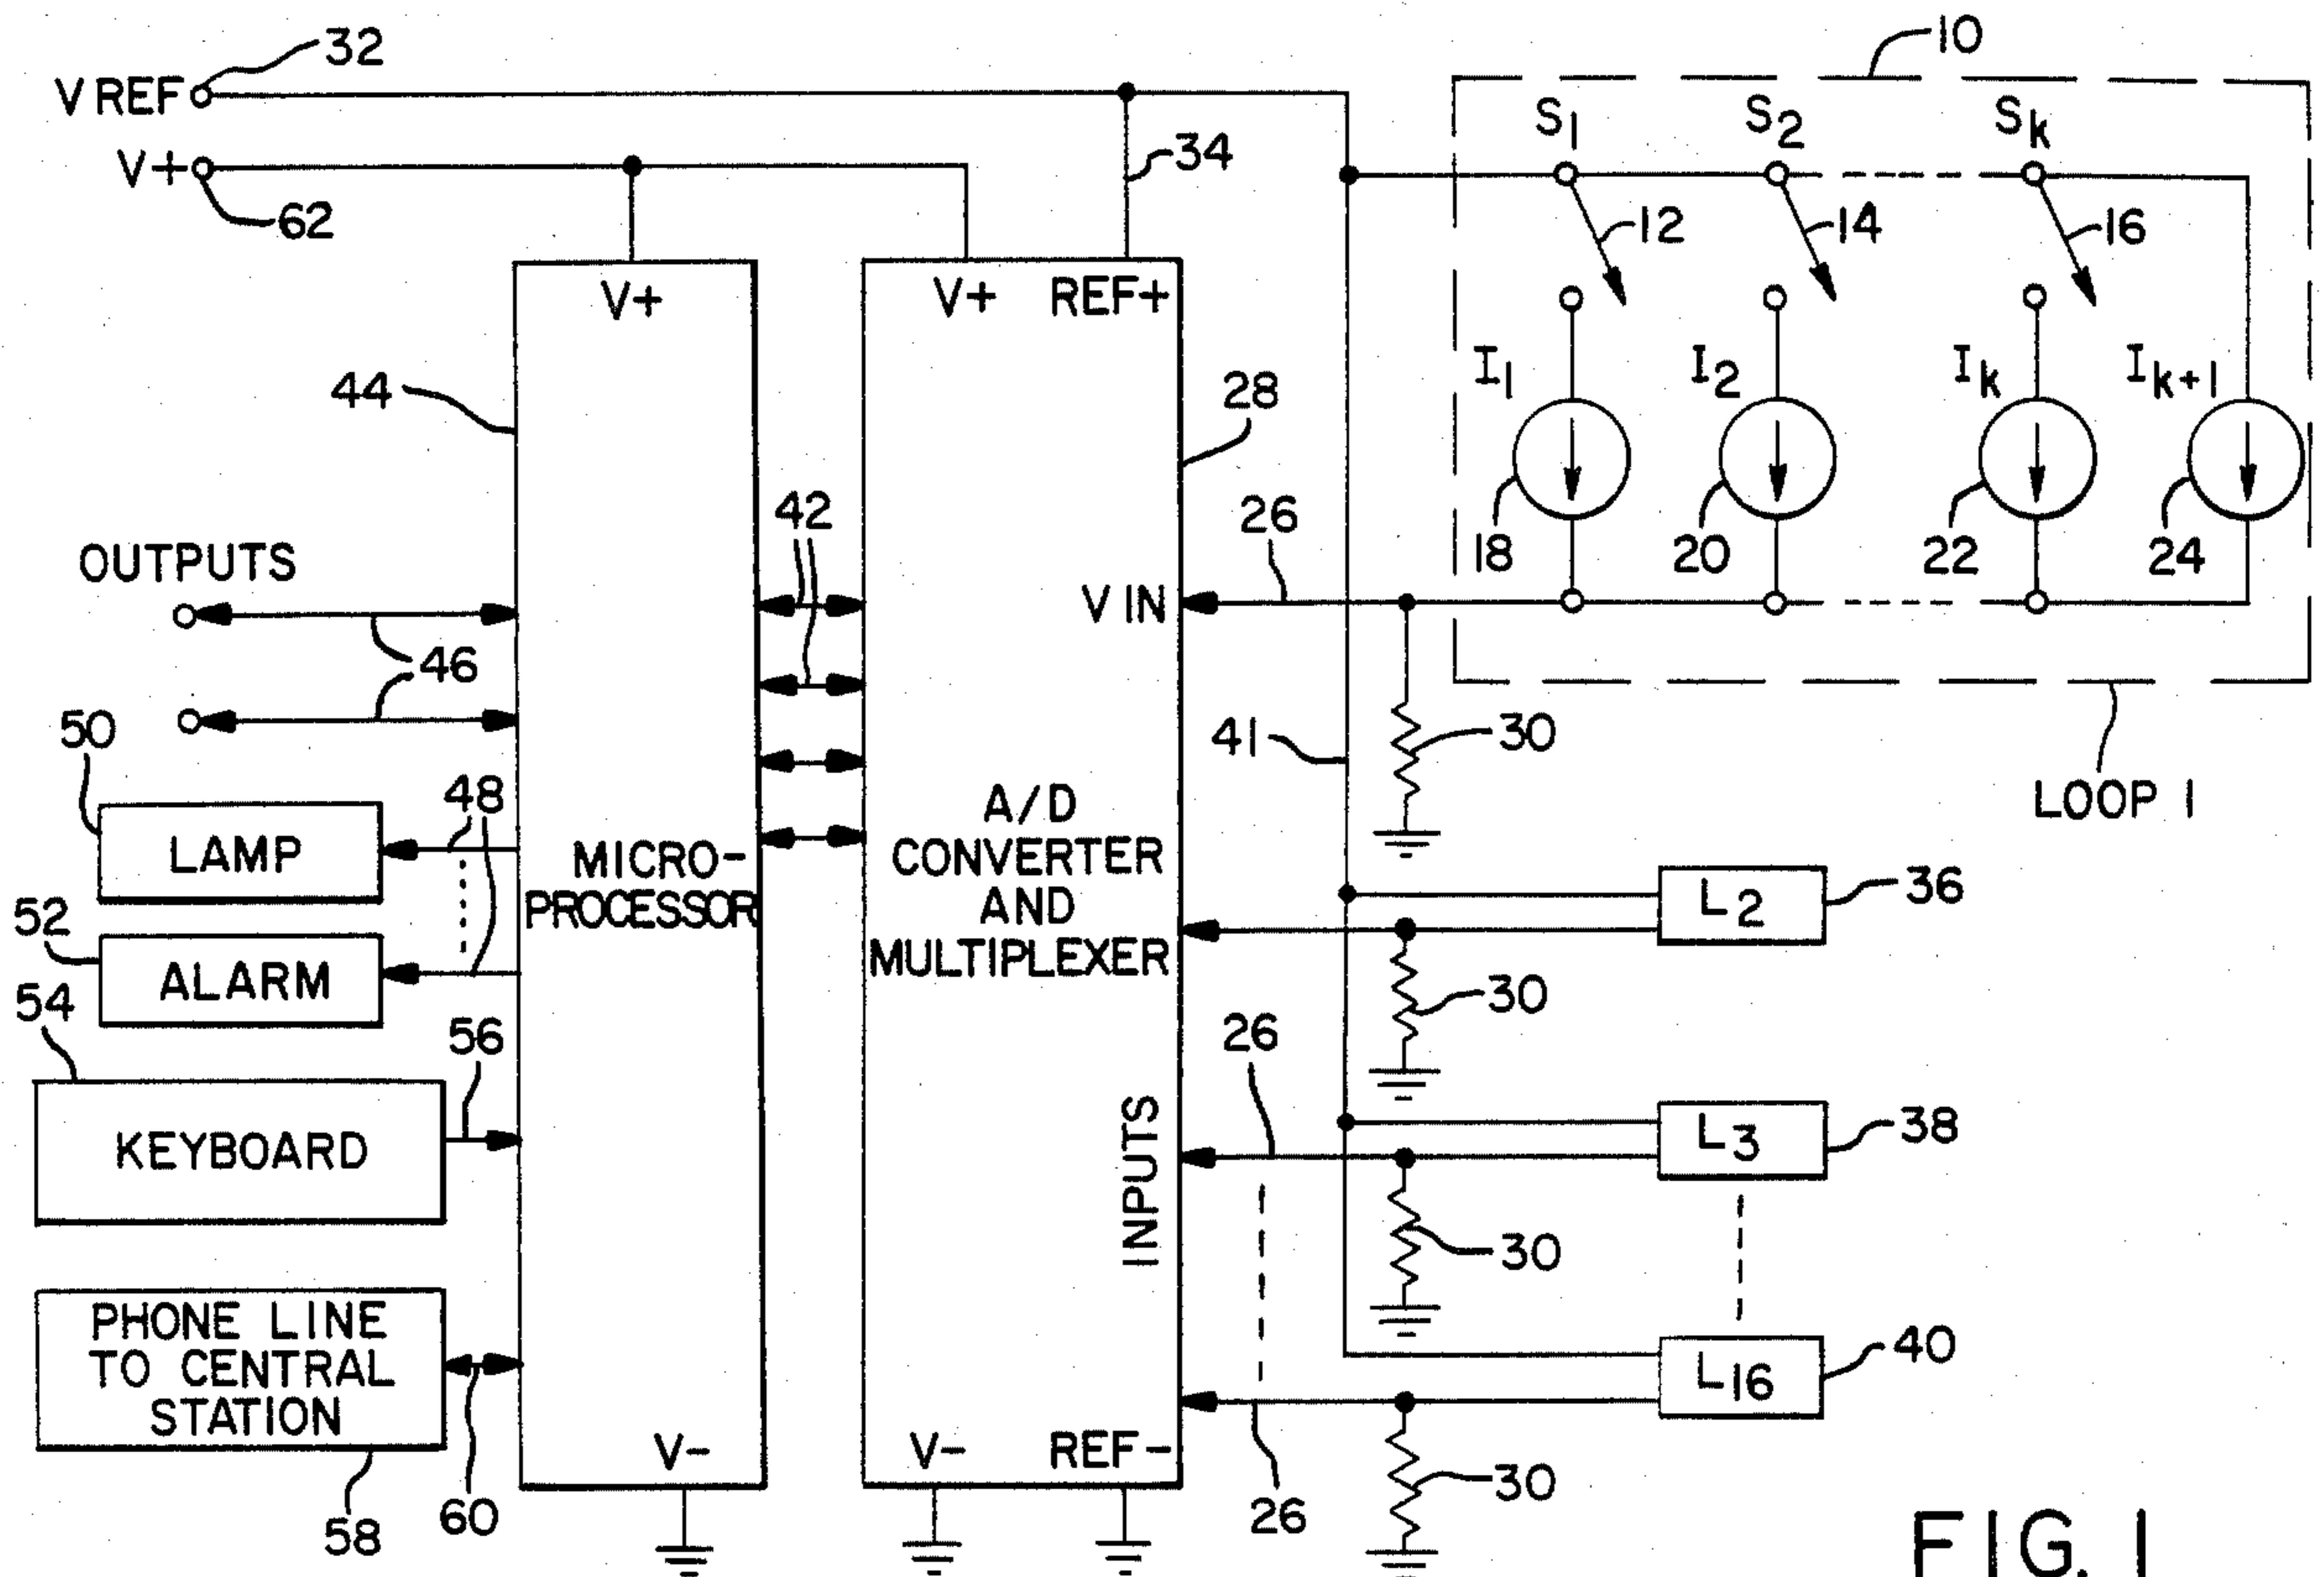 V REF
32
V+
62
10
S1
S2
Sk
34
12
14
16
V+
V+
REF+
44
28
I1
I2
Ik
Ik+1
42
26
18
20
22
24
OUTPUTS
V IN
46
50
48
41
30
LOOP 1
LAMP
MICRO-
PROCESSOR
A/D
CONVERTER
AND
MULTIPLEXER
L2
36
52
ALARM
30
54
56
26
KEYBOARD
INPUTS
L3
38
30
PHONE LINE
TO CENTRAL
STATION
L16
40
V-
V-
REF-
58
60
26
30
FIG. 1